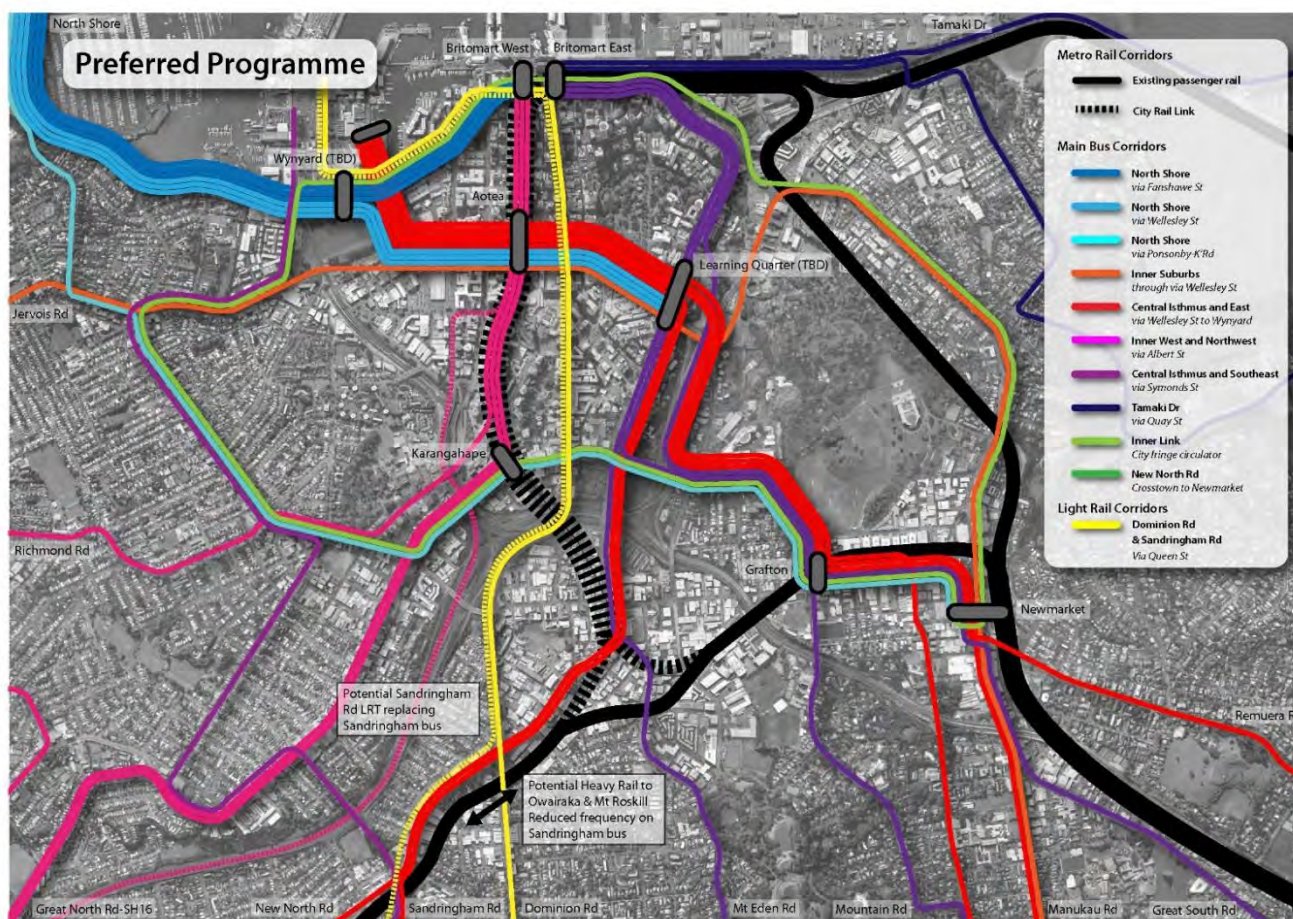 North Shore
Preferred Programme
Britomart West
Britomart East
Tamaki Dr
Wynyard (TBD)
Aotea
Learning Quarter (TBD)
Jervois Rd
Karangahape
Richmond Rd
Grafton
Newmarket
Potential Sandringham
Rd LRT replacing
Sandringham bus
Remuera R
Potential Heavy Rail to
Owairaka & Mt Roskill
Reduced frequency on
Sandringham bus
Great North Rd-SH16
New North Rd
Sandringham Rd
Dominion Rd
Mt Eden Rd
Mountain Rd
Manukau Rd
Great South Rd
Metro Rail Corridors
Existing passenger rail
City Rail Link
Main Bus Corridors
North Shore
via Fanshawe St
North Shore
via Wellesley St
North Shore
via Ponsonby-K'Rd
Inner Suburbs
through via Wellesley St
Central Isthmus and East
via Wellesley St to Wynyard
Inner West and Northwest
via Albert St
Central Isthmus and Southeast
via Symonds St
Tamaki Dr
via Quay St
Inner Link
City fringe circulator
New North Rd
Crosstown to Newmarket
Light Rail Corridors
Dominion Rd
& Sandringham Rd
Via Queen St